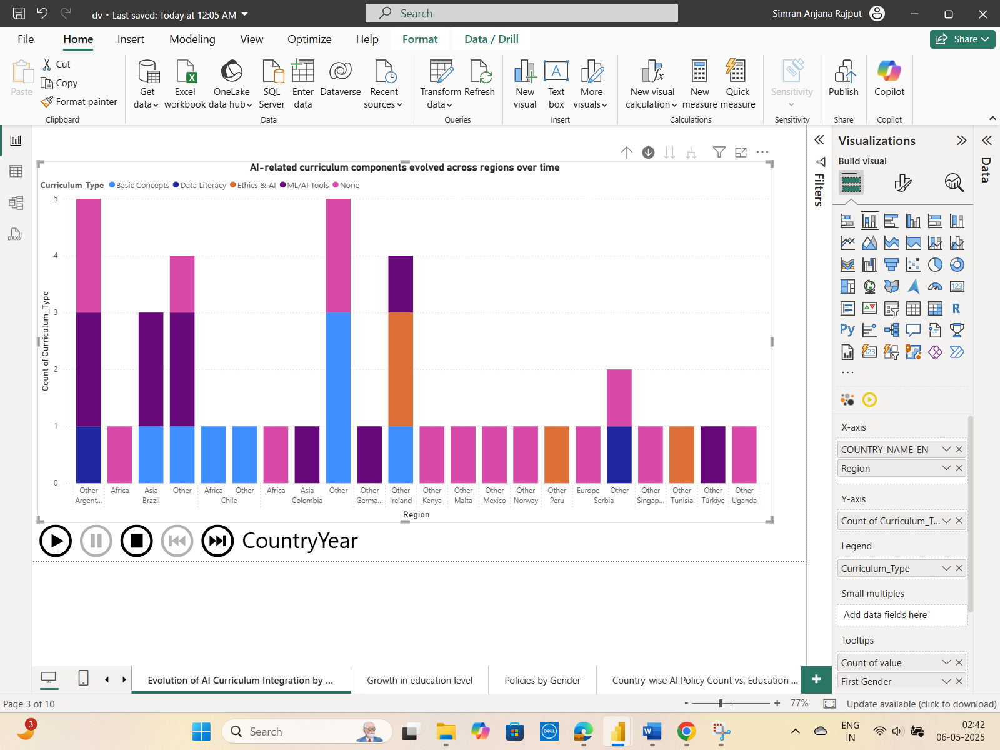 dv • Last saved: Today at 12:05 AM
Search
Simran Anjana Rajput
File
Home
Insert
Modeling
View
Optimize
Help
Format
Data / Drill
Share
Paste
Cut
Copy
Format painter
Clipboard
Get data
Excel workbook
OneLake data hub
SQL Server
Enter data
Dataverse
Recent sources
Data
Transform data
Refresh
Queries
New visual
Text box
More visuals
Insert
New visual calculation
New measure
Quick measure
Calculations
Sensitivity
Sensitivity
Publish
Share
Copilot
Copilot
AI-related curriculum components evolved across regions over time
Curriculum_Type Basic Concepts Data Literacy Ethics & AI ML/AI Tools None
Count of Curriculum_Type
5
4
3
2
1
0
Other Africa Asia Other Africa Other Africa Asia Other Other Other Other Other Other Other Other Europe Other Other Other Other Other
Argent... Brazil Chile Colombia Germa... Ireland Kenya Malta Mexico Norway Peru Serbia Singap... Tunisia Türkiye Uganda
Region
CountryYear
Filters
Visualizations
Build visual
Data
123
R
Py
123
DAX
X-axis
COUNTRY_NAME_EN
Region
Y-axis
Count of Curriculum_T...
Legend
Curriculum_Type
Small multiples
Add data fields here
Tooltips
Count of value
First Gender
Evolution of AI Curriculum Integration by ...
Growth in education level
Policies by Gender
Country-wise AI Policy Count vs. Education ...
Page 3 of 10
77%
Update available (click to download)
3
Search
DELL
ENG
IN
02:42
06-05-2025